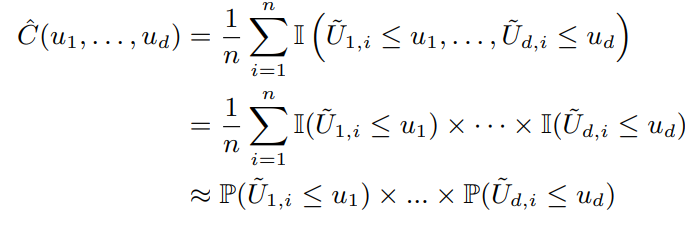 Ĉ(u₁, . . . , u_d) = 1/n ∑_{i=1}^{n} 𝕀 (Ũ_{1,i} ≤ u₁, . . . , Ũ_{d,i} ≤ u_d)
= 1/n ∑_{i=1}^{n} 𝕀(Ũ_{1,i} ≤ u₁) × · · · × 𝕀(Ũ_{d,i} ≤ u_d)
≈ ℙ(Ũ_{1,i} ≤ u₁) × ... × ℙ(Ũ_{d,i} ≤ u_d)